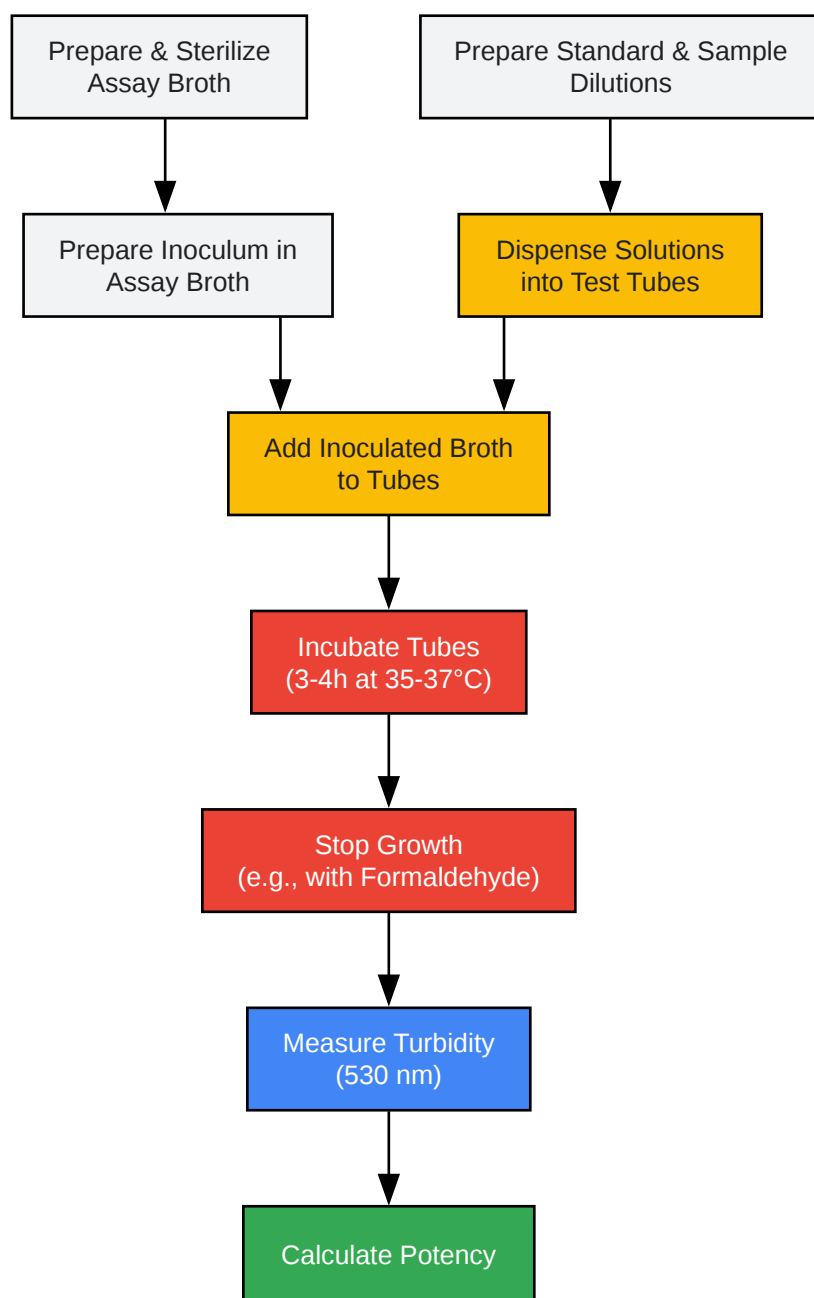 Prepare & Sterilize
Assay Broth
Prepare Standard & Sample
Dilutions
Prepare Inoculum in
Assay Broth
Dispense Solutions
into Test Tubes
Add Inoculated Broth
to Tubes
Incubate Tubes
(3-4h at 35-37°C)
Stop Growth
(e.g., with Formaldehyde)
Measure Turbidity
(530 nm)
Calculate Potency